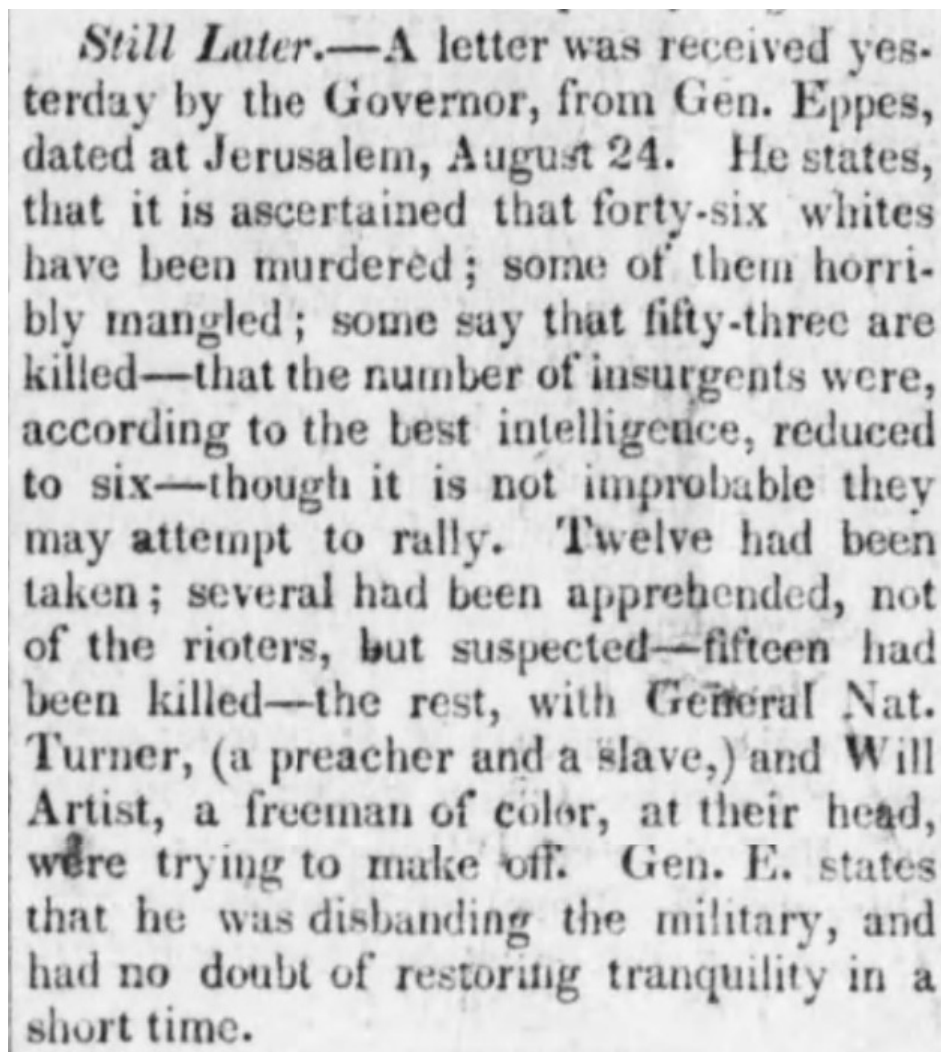 Still Later.—A letter was received yes-
terday by the Governor, from Gen. Eppes,
dated at Jerusalem, August 24. He states,
that it is ascertained that forty-six whites
have been murdered; some of them horri-
bly mangled; some say that fifty-three are
killed—that the number of insurgents were,
according to the best intelligence, reduced
to six—though it is not improbable they
may attempt to rally. Twelve had been
taken; several had been apprehended, not
of the rioters, but suspected—fifteen had
been killed—the rest, with General Nat.
Turner, (a preacher and a slave,) and Will
Artist, a freeman of color, at their head,
were trying to make off. Gen. E. states
that he was disbanding the military, and
had no doubt of restoring tranquility in a
short time.